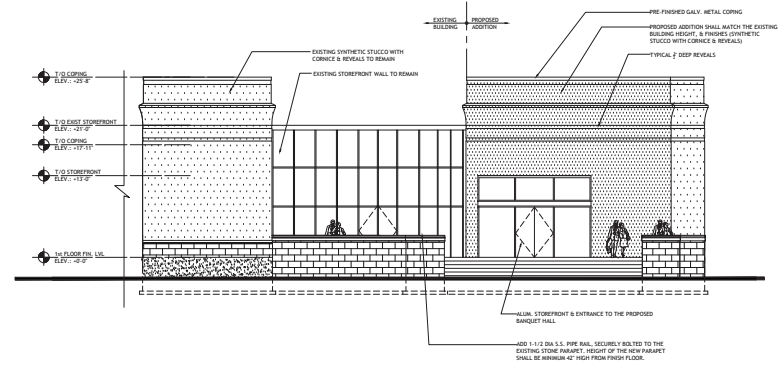 PRE-FINISHED GALV. METAL COPING
EXISTING
BUILDING
PROPOSED
ADDITION
PROPOSED ADDITION SHALL MATCH THE EXISTING
BUILDING HEIGHT, & FINISHES (SYNTHETIC
STUCCO WITH CORNICE & REVEALS)
EXISTING SYNTHETIC STUCCO WITH
CORNICE & REVEALS TO REMAIN
TYPICAL DEEP REVEALS
EXISTING STOREFRONT WALL TO REMAIN
T/O COPING
ELEV.: +25'-8"
T/O EXIST STOREFRONT
ELEV.: +21'-0"
T/O COPING
ELEV.: +17'-11"
T/O STOREFRONT
ELEV.: +13'-0"
1st FLOOR FIN. LVL
ELEV.: +0'-0"
ALUM. STOREFRONT & ENTRANCE TO THE PROPOSED
BANQUET HALL
ADD 1-1/2 DIA S.S. PIPE RAIL, SECURELY BOLTED TO THE
EXISTING STONE PARAPET, HEIGHT OF THE NEW PARAPET
SHALL BE MINIMUM 42" HIGH FROM FINISH FLOOR.